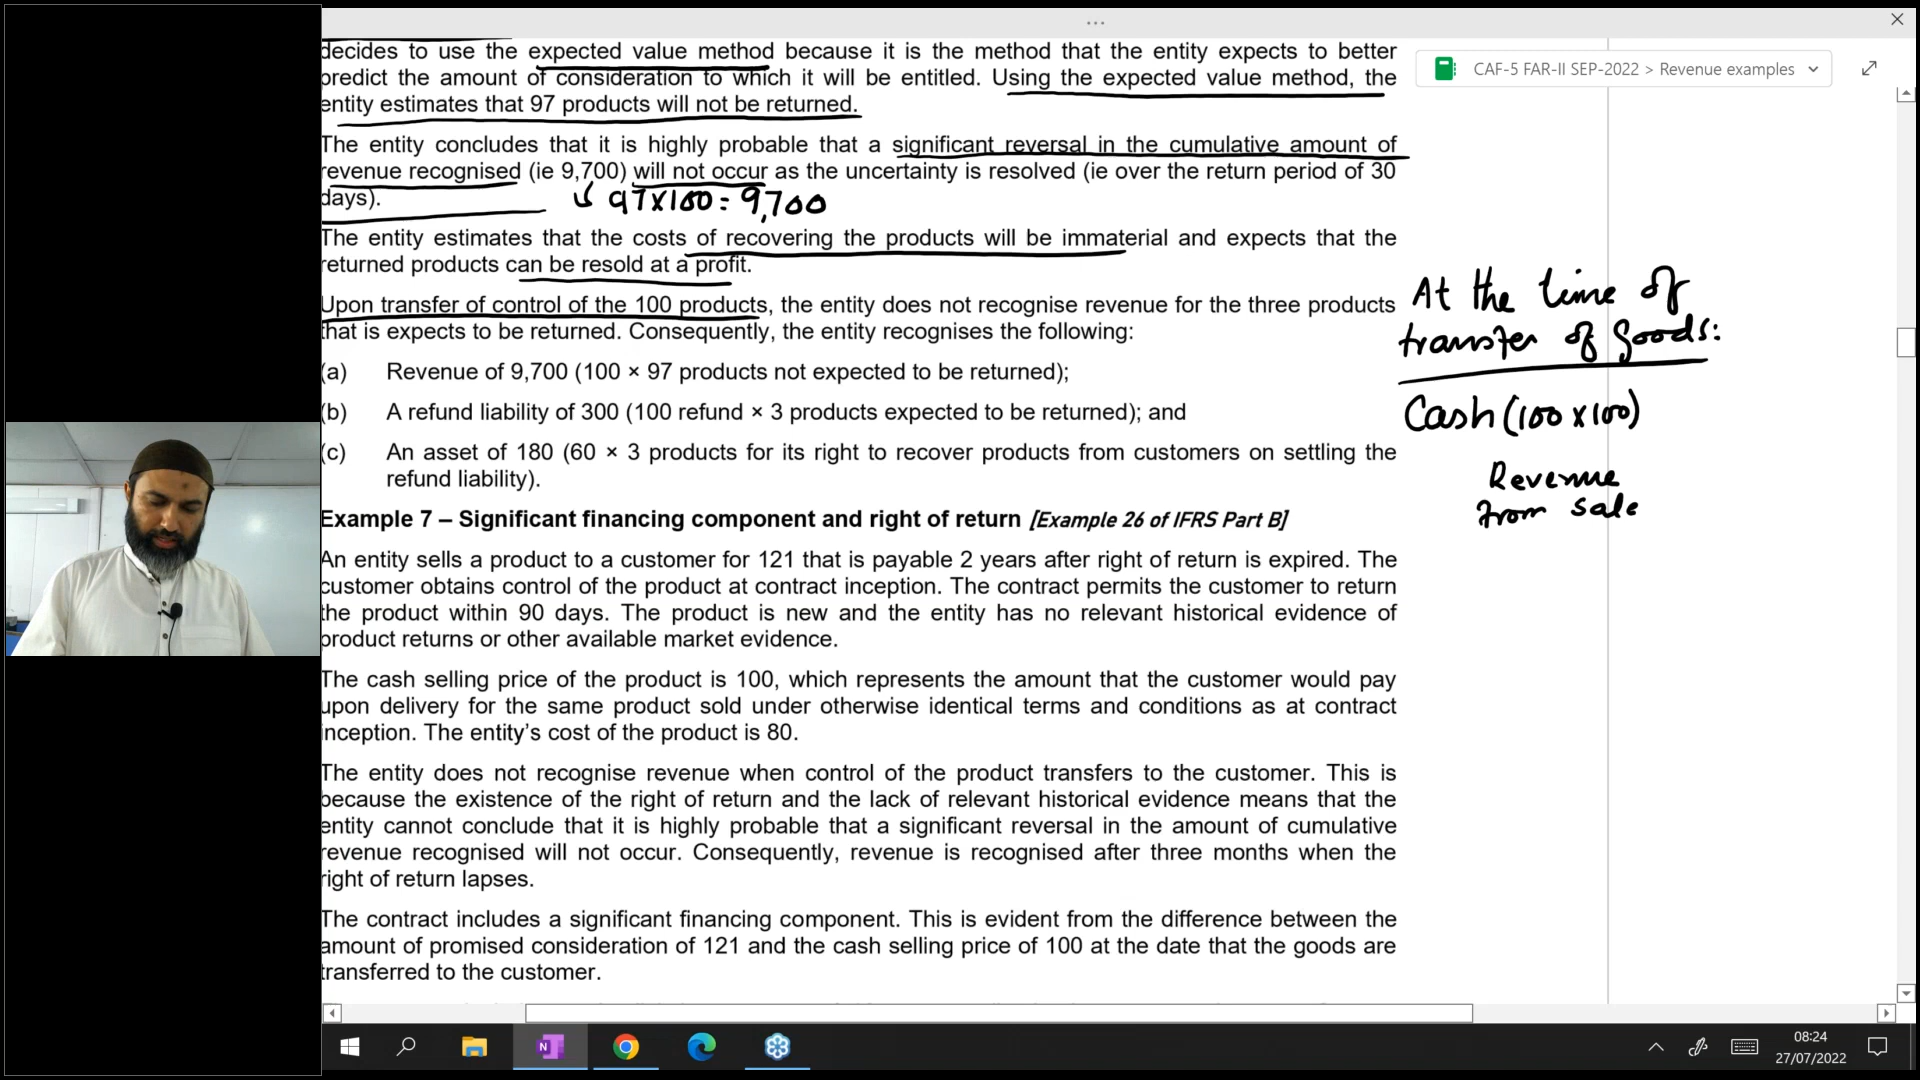 decides to use the expected value method because it is the method that the entity expects to better
predict the amount of consideration to which it will be entitled. Using the expected value method, the
entity estimates that 97 products will not be returned.
The entity concludes that it is highly probable that a significant reversal in the cumulative amount of
revenue recognised (ie 9,700) will not occur as the uncertainty is resolved (ie over the return period of 30
days).
97x100 = 9,700
The entity estimates that the costs of recovering the products will be immaterial and expects that the
returned products can be resold at a profit.
Upon transfer of control of the 100 products, the entity does not recognise revenue for the three products
that is expects to be returned. Consequently, the entity recognises the following:
(a) Revenue of 9,700 (100 × 97 products not expected to be returned);
(b) A refund liability of 300 (100 refund × 3 products expected to be returned); and
(c) An asset of 180 (60 × 3 products for its right to recover products from customers on settling the
refund liability).
Example 7 – Significant financing component and right of return [Example 26 of IFRS Part B]
An entity sells a product to a customer for 121 that is payable 2 years after right of return is expired. The
customer obtains control of the product at contract inception. The contract permits the customer to return
the product within 90 days. The product is new and the entity has no relevant historical evidence of
product returns or other available market evidence.
The cash selling price of the product is 100, which represents the amount that the customer would pay
upon delivery for the same product sold under otherwise identical terms and conditions as at contract
inception. The entity’s cost of the product is 80.
The entity does not recognise revenue when control of the product transfers to the customer. This is
because the existence of the right of return and the lack of relevant historical evidence means that the
entity cannot conclude that it is highly probable that a significant reversal in the amount of cumulative
revenue recognised will not occur. Consequently, revenue is recognised after three months when the
right of return lapses.
The contract includes a significant financing component. This is evident from the difference between the
amount of promised consideration of 121 and the cash selling price of 100 at the date that the goods are
transferred to the customer.
CAF-5 FAR-II SEP-2022 > Revenue examples
At the time of
transfer of goods:
Cash (100 x 100)
Revenue
from sale
08:24
27/07/2022